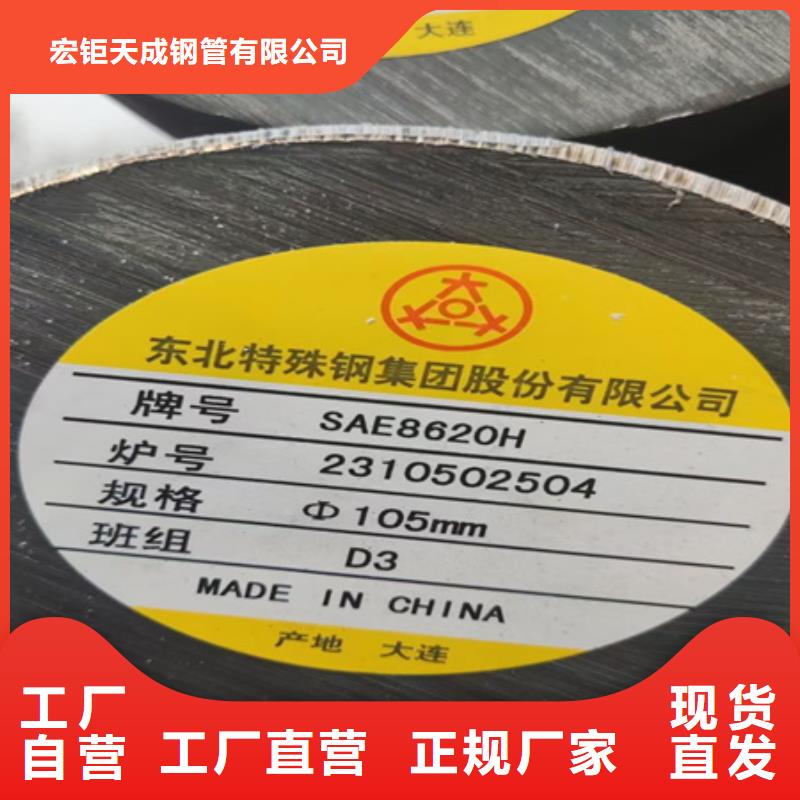 宏钜天成钢管有限公司
大连
东北特殊钢集团股份有限公司
牌号 SAE8620H
炉号 2310502504
规格 Φ105mm
班组 D3
MADE IN CHINA
产地 大连
工厂自营 工厂直营 正规厂家 现货直发